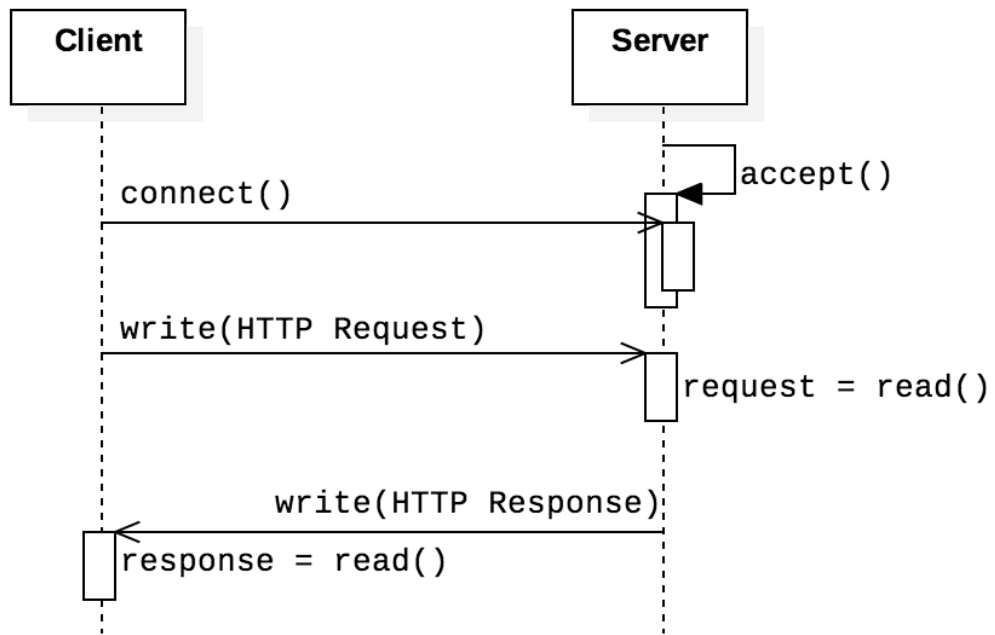 Client
Server
accept()
connect()
write(HTTP Request)
request = read()
write(HTTP Response)
response = read()